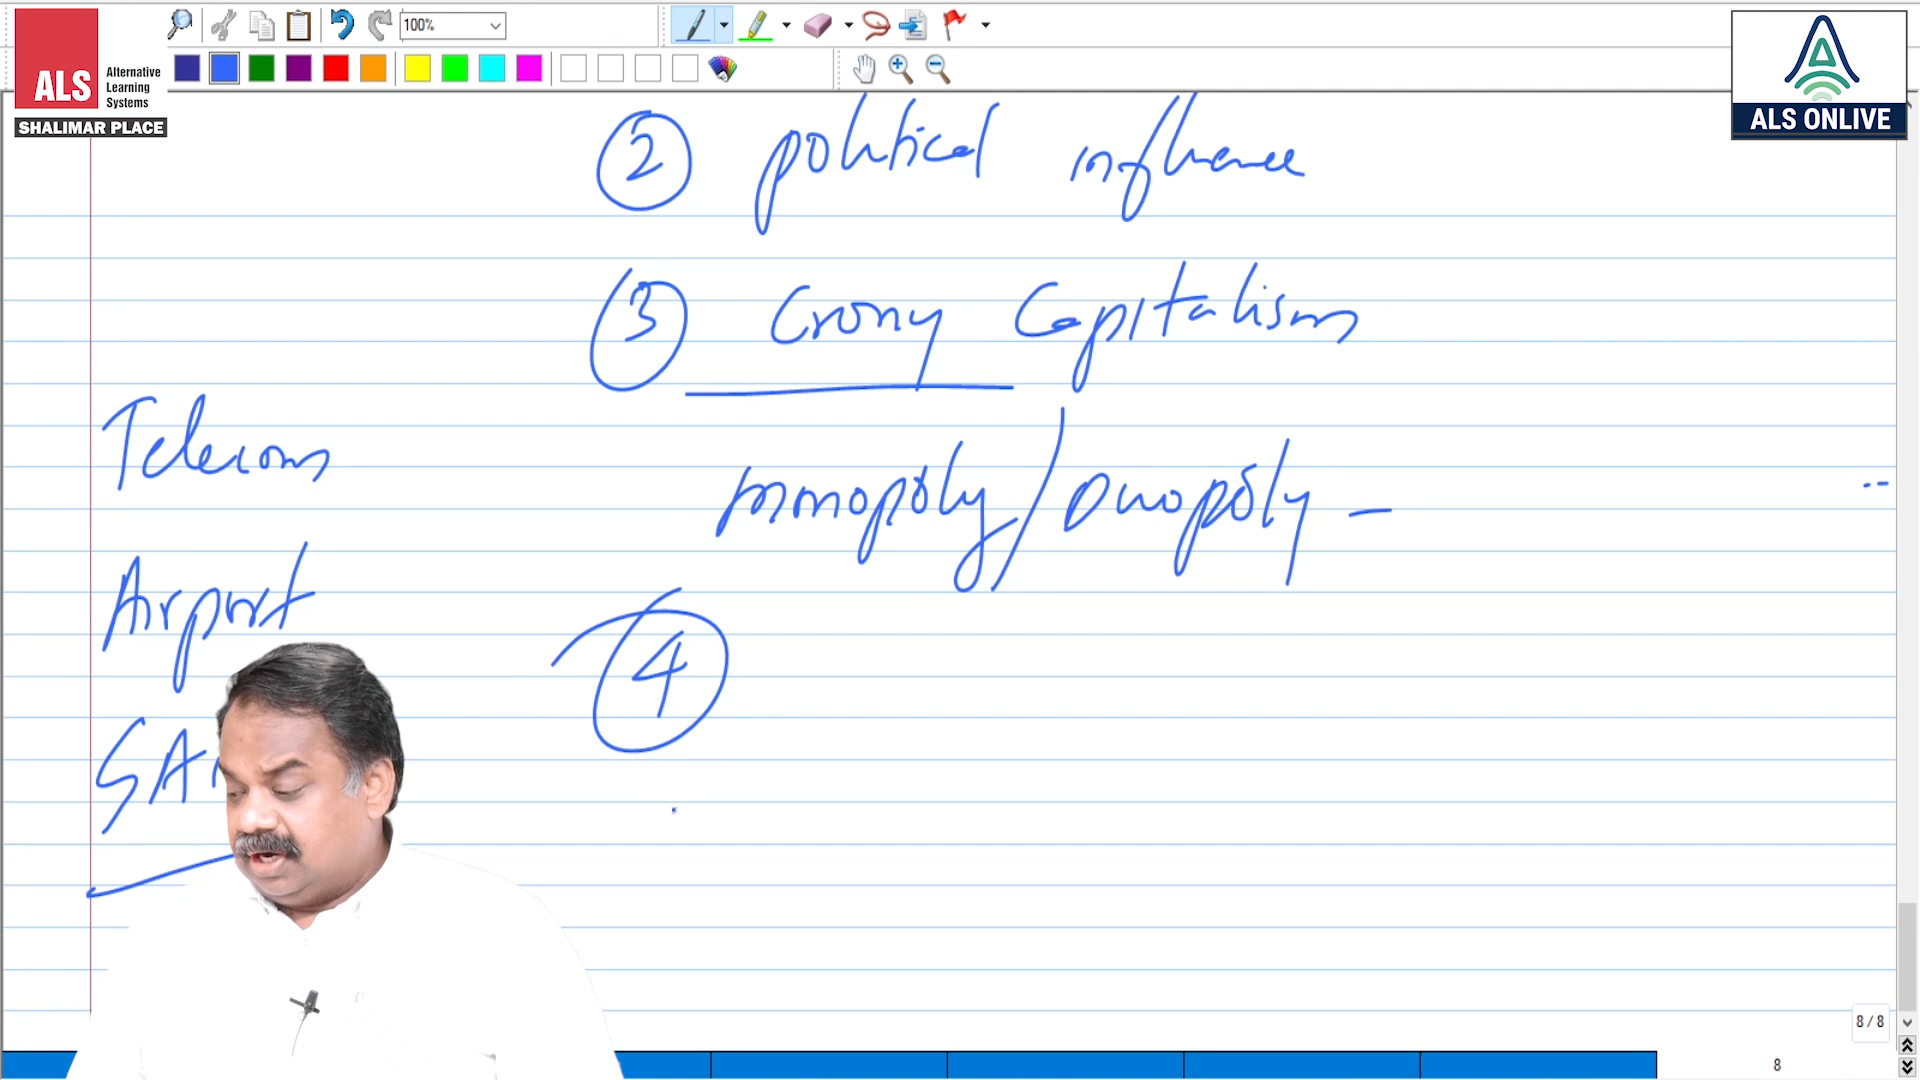 100%
ALS
Alternative
Learning
Systems
SHALIMAR PLACE
ALS ONLIVE
2 political influence
3 Crony Capitalism
Telecom
monopoly/Duopoly -
Airport
4
8/8
8